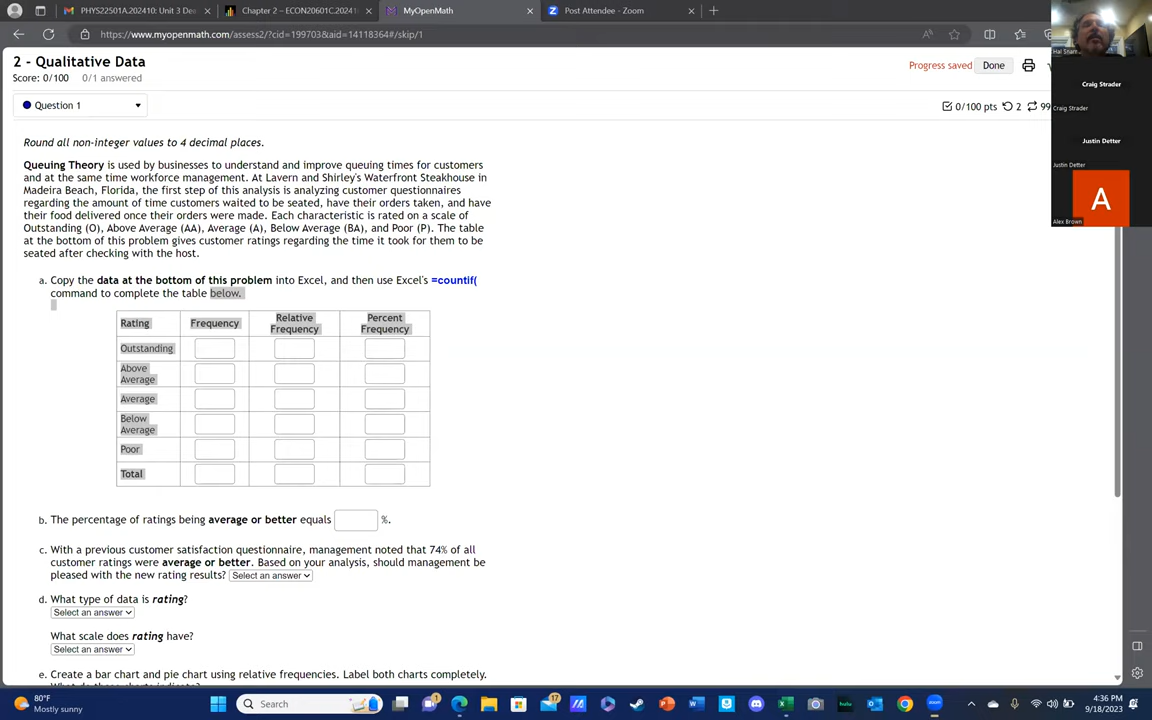 PHYS22501A.202410: Unit 3 Dec
Chapter 2 – ECON20601C.20241
MyOpenMath
Post Attendee - Zoom
https://www.myopenmath.com/assess2/?cid=199703&aid=14118364#/skip/1
Craig Strader
Craig Strader
Justin Detter
Justin Detter
A
Alex Brown
2 - Qualitative Data
Score: 0/100 0/1 answered
Progress saved Done
Question 1
0/100 pts 2 99
Round all non-integer values to 4 decimal places.
Queuing Theory is used by businesses to understand and improve queuing times for customers
and at the same time workforce management. At Lavern and Shirley's Waterfront Steakhouse in
Madeira Beach, Florida, the first step of this analysis is analyzing customer questionnaires
regarding the amount of time customers waited to be seated, have their orders taken, and have
their food delivered once their orders were made. Each characteristic is rated on a scale of
Outstanding (O), Above Average (AA), Average (A), Below Average (BA), and Poor (P). The table
at the bottom of this problem gives customer ratings regarding the time it took for them to be
seated after checking with the host.
a. Copy the data at the bottom of this problem into Excel, and then use Excel's =countif(
command to complete the table below.
Rating Frequency Relative Frequency Percent Frequency
Outstanding
Above
Average
Average
Below
Average
Poor
Total
b. The percentage of ratings being average or better equals %.
c. With a previous customer satisfaction questionnaire, management noted that 74% of all
customer ratings were average or better. Based on your analysis, should management be
pleased with the new rating results? Select an answer
d. What type of data is rating?
Select an answer
What scale does rating have?
Select an answer
e. Create a bar chart and pie chart using relative frequencies. Label both charts completely.
80°F
Mostly sunny
Search
17
1
hulu
4:36 PM
9/18/2023